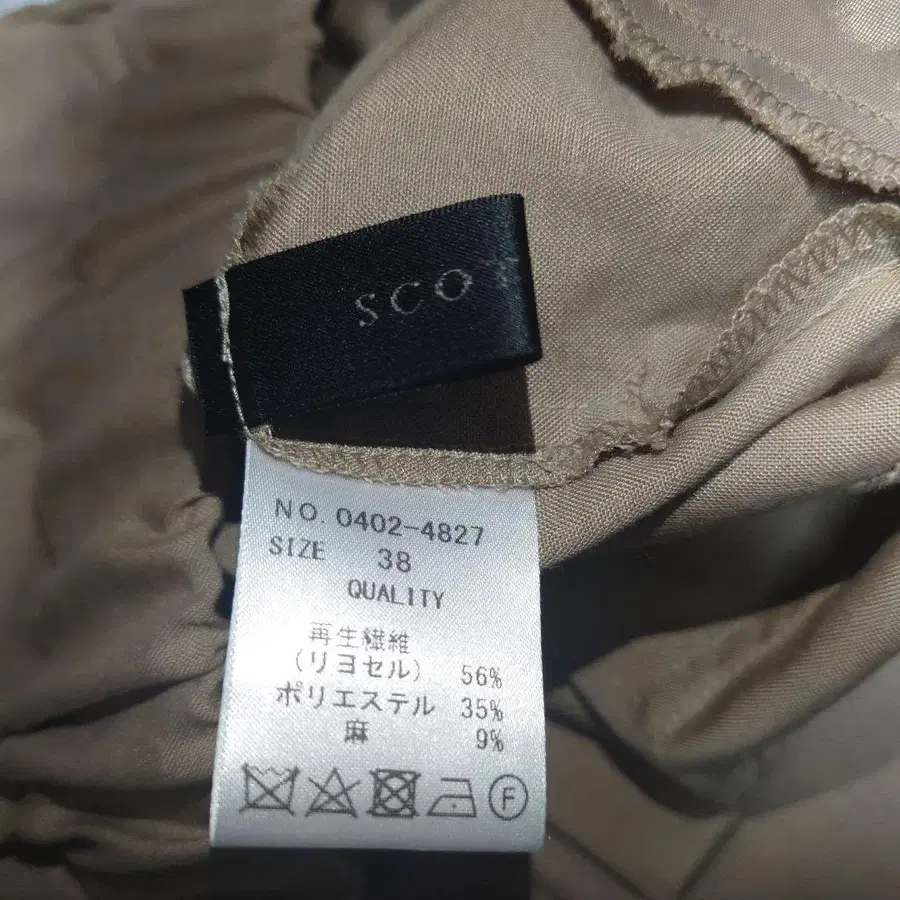 SCO
NO. 0402-4827
SIZE 38
QUALITY
再生繊維
(リヨセル) 56%
ポリエステル 35%
麻 9%
F